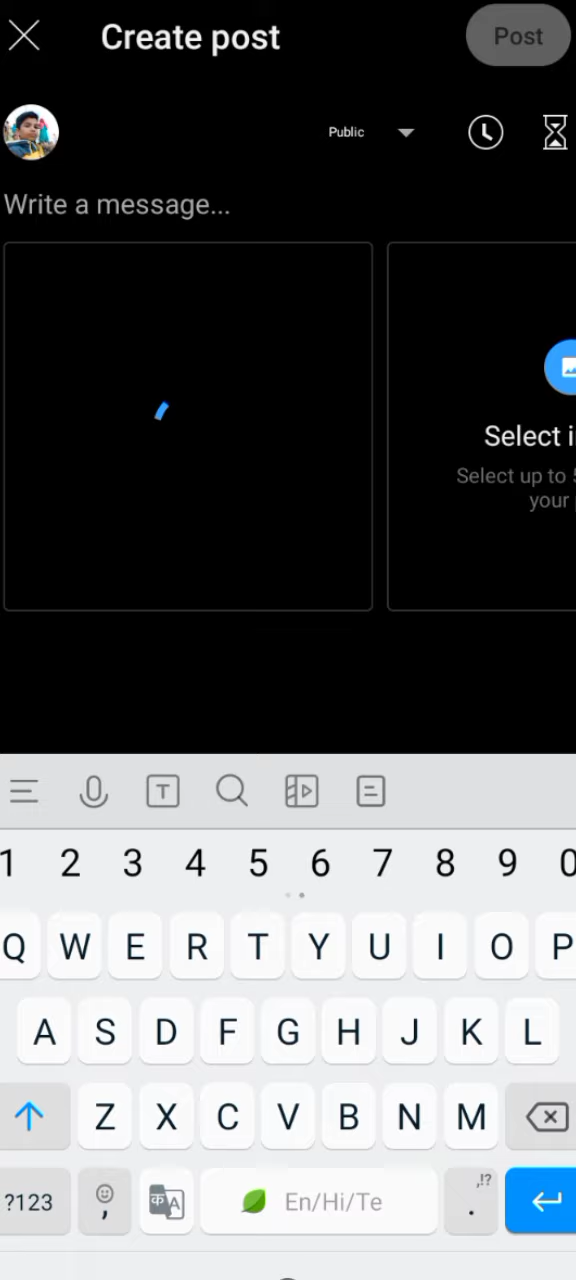 Create post
Post
Public
Write a message...
Select i
Select up to 5
your
1 2 3 4 5 6 7 8 9 0
Q W E R T Y U I O P
A S D F G H J K L
Z X C V B N M
?123 , क A En/Hi/Te ,!? .